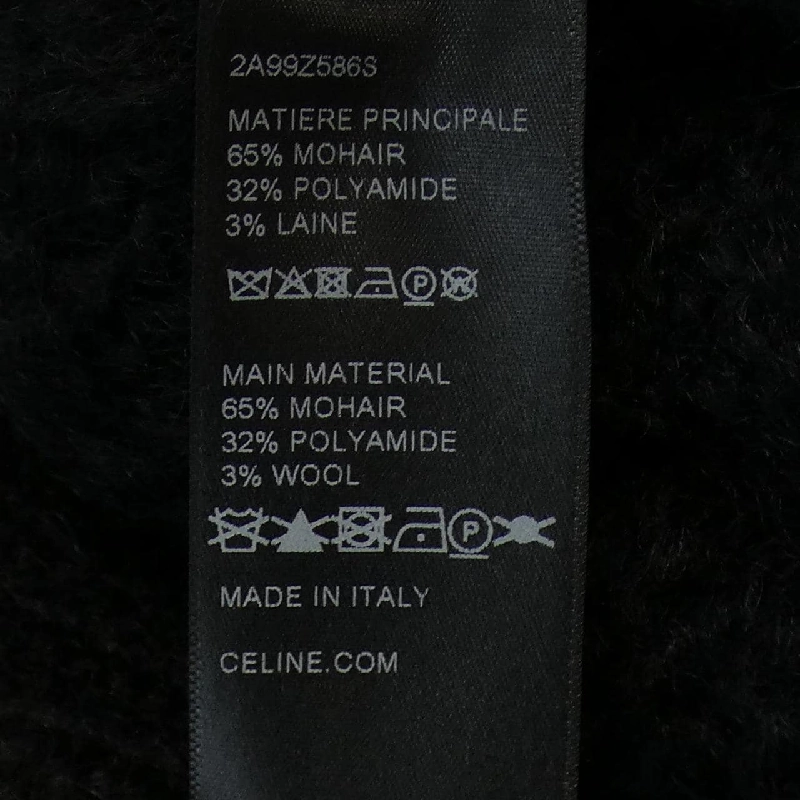 2A99Z586S
MATIERE PRINCIPALE
65% MOHAIR
32% POLYAMIDE
3% LAINE
P W
MAIN MATERIAL
65% MOHAIR
32% POLYAMIDE
3% WOOL
P
MADE IN ITALY
CELINE.COM